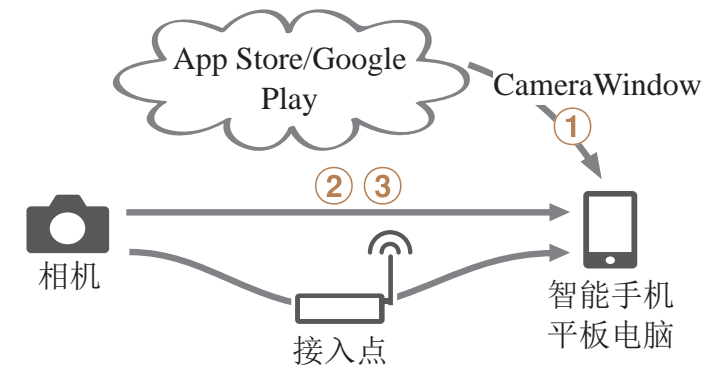 App Store/Google
Play
CameraWindow
①
② ③
相机
接入点
智能手机
平板电脑